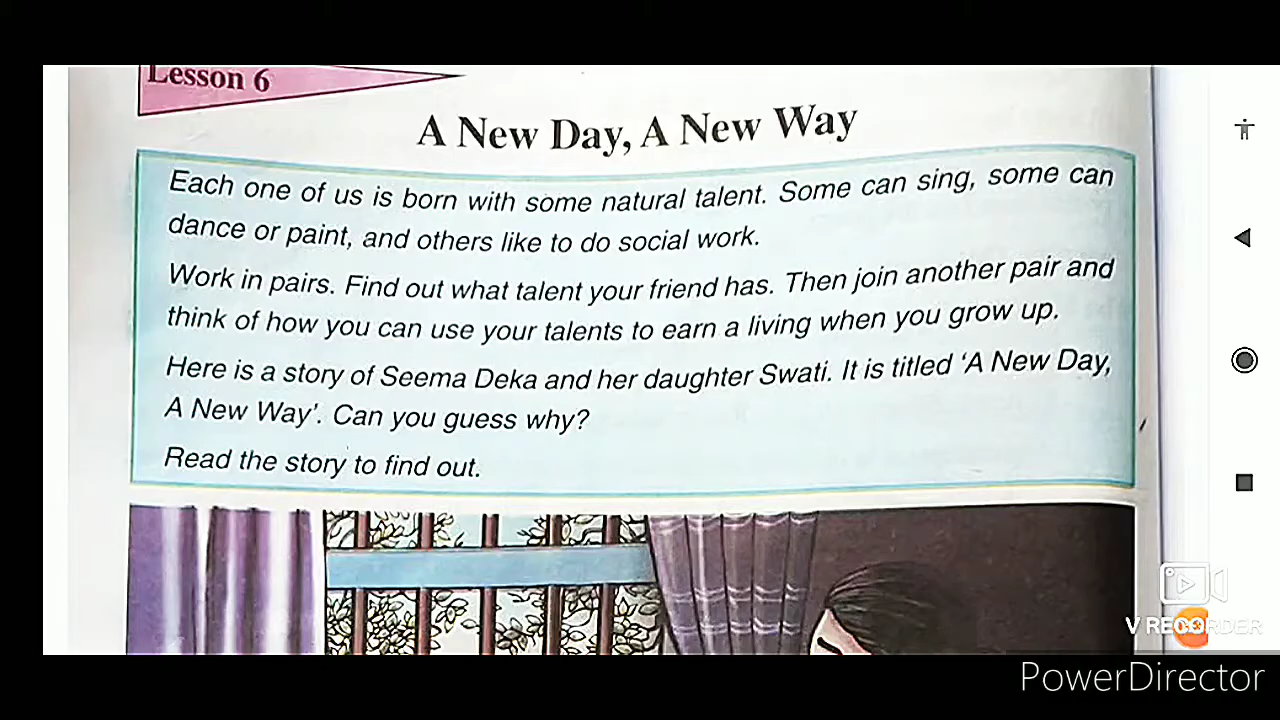 Lesson 6
A New Day, A New Way
Each one of us is born with some natural talent. Some can sing, some can
dance or paint, and others like to do social work.
Work in pairs. Find out what talent your friend has. Then join another pair and
think of how you can use your talents to earn a living when you grow up.
Here is a story of Seema Deka and her daughter Swati. It is titled ‘A New Day,
A New Way’. Can you guess why?
Read the story to find out.
V RECORDER
PowerDirector